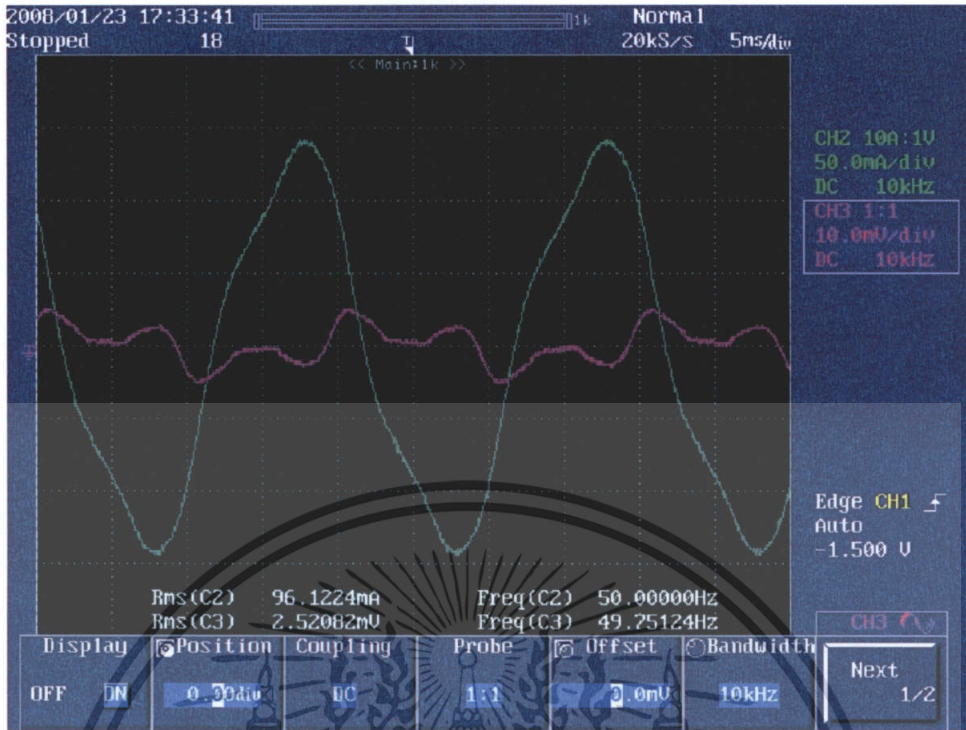 2008/01/23 17:33:41
1k
Normal
Stopped
18
20kS/s
5ms/div
<< Main:1k >>
CH2 10A:1V
50.0mA/div
DC 10kHz
CH3 1:1
10.0mV/div
DC 10kHz
Edge CH1
Auto
-1.500 V
Rms(C2) 96.1224mA
Freq(C2) 50.00000Hz
Rms(C3) 2.52082mV
Freq(C3) 49.75124Hz
CH3
Display
Position
Coupling
Probe
Offset
Bandwidth
Next
1/2
OFF ON
0.00div
DC
1:1
0.0mV
10kHz